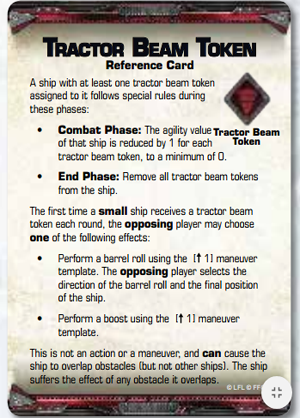 TRACTOR BEAM TOKEN
Reference Card
A ship with at least one tractor beam token
assigned to it follows special rules during
these phases:
Tractor Beam
Token
• Combat Phase: The agility value
of that ship is reduced by 1 for each
tractor beam token, to a minimum of 0.
• End Phase: Remove all tractor beam tokens
from the ship.
The first time a small ship receives a tractor beam
token each round, the opposing player may choose
one of the following effects:
• Perform a barrel roll using the (↑ 1) maneuver
template. The opposing player selects the
direction of the barrel roll and the final position
of the ship.
• Perform a boost using the (↑ 1) maneuver
template.
This is not an action or a maneuver, and can cause the
ship to overlap obstacles (but not other ships). The ship
suffers the effect of any obstacle it overlaps.
© LFL © FF